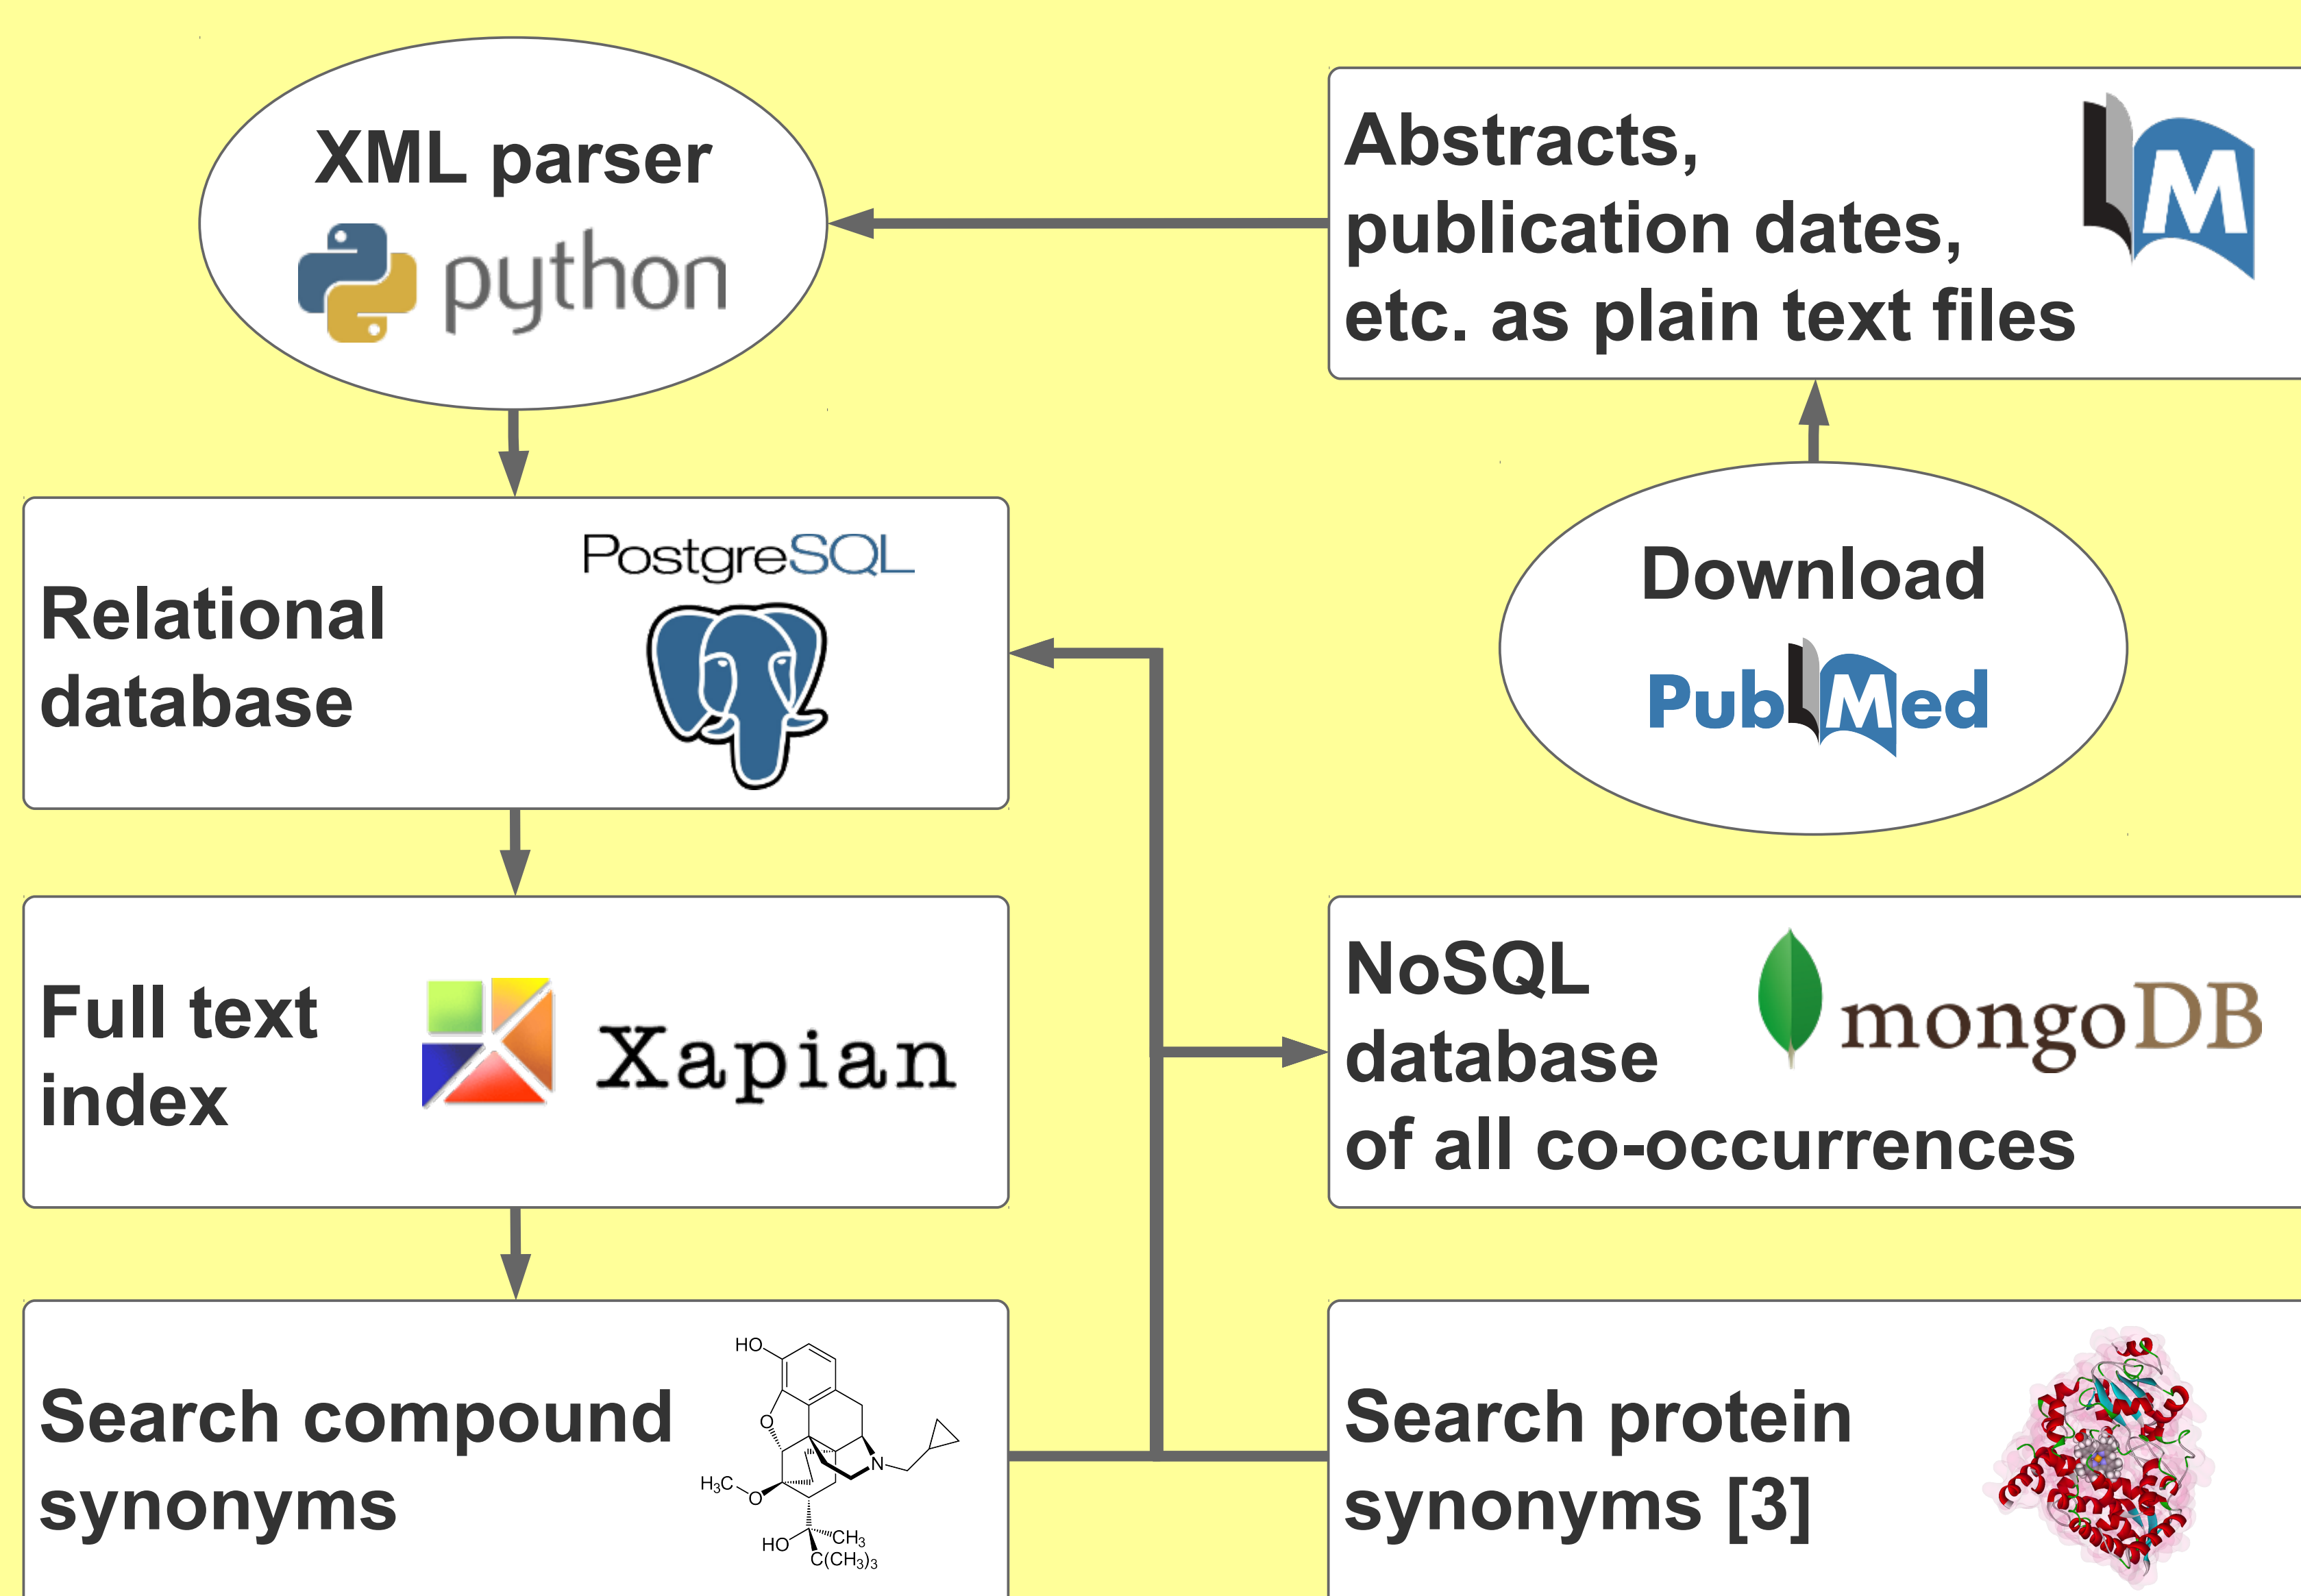 XML parser
python
Abstracts,
publication dates,
etc. as plain text files
M
Relational
database
PostgreSQL
Download
PubMed
Full text
index
Xapian
NoSQL
database
of all co-occurrences
mongoDB
Search compound
synonyms
HO
O
N
H₃C
O
HO
CH₃
C(CH₃)₃
Search protein
synonyms [3]